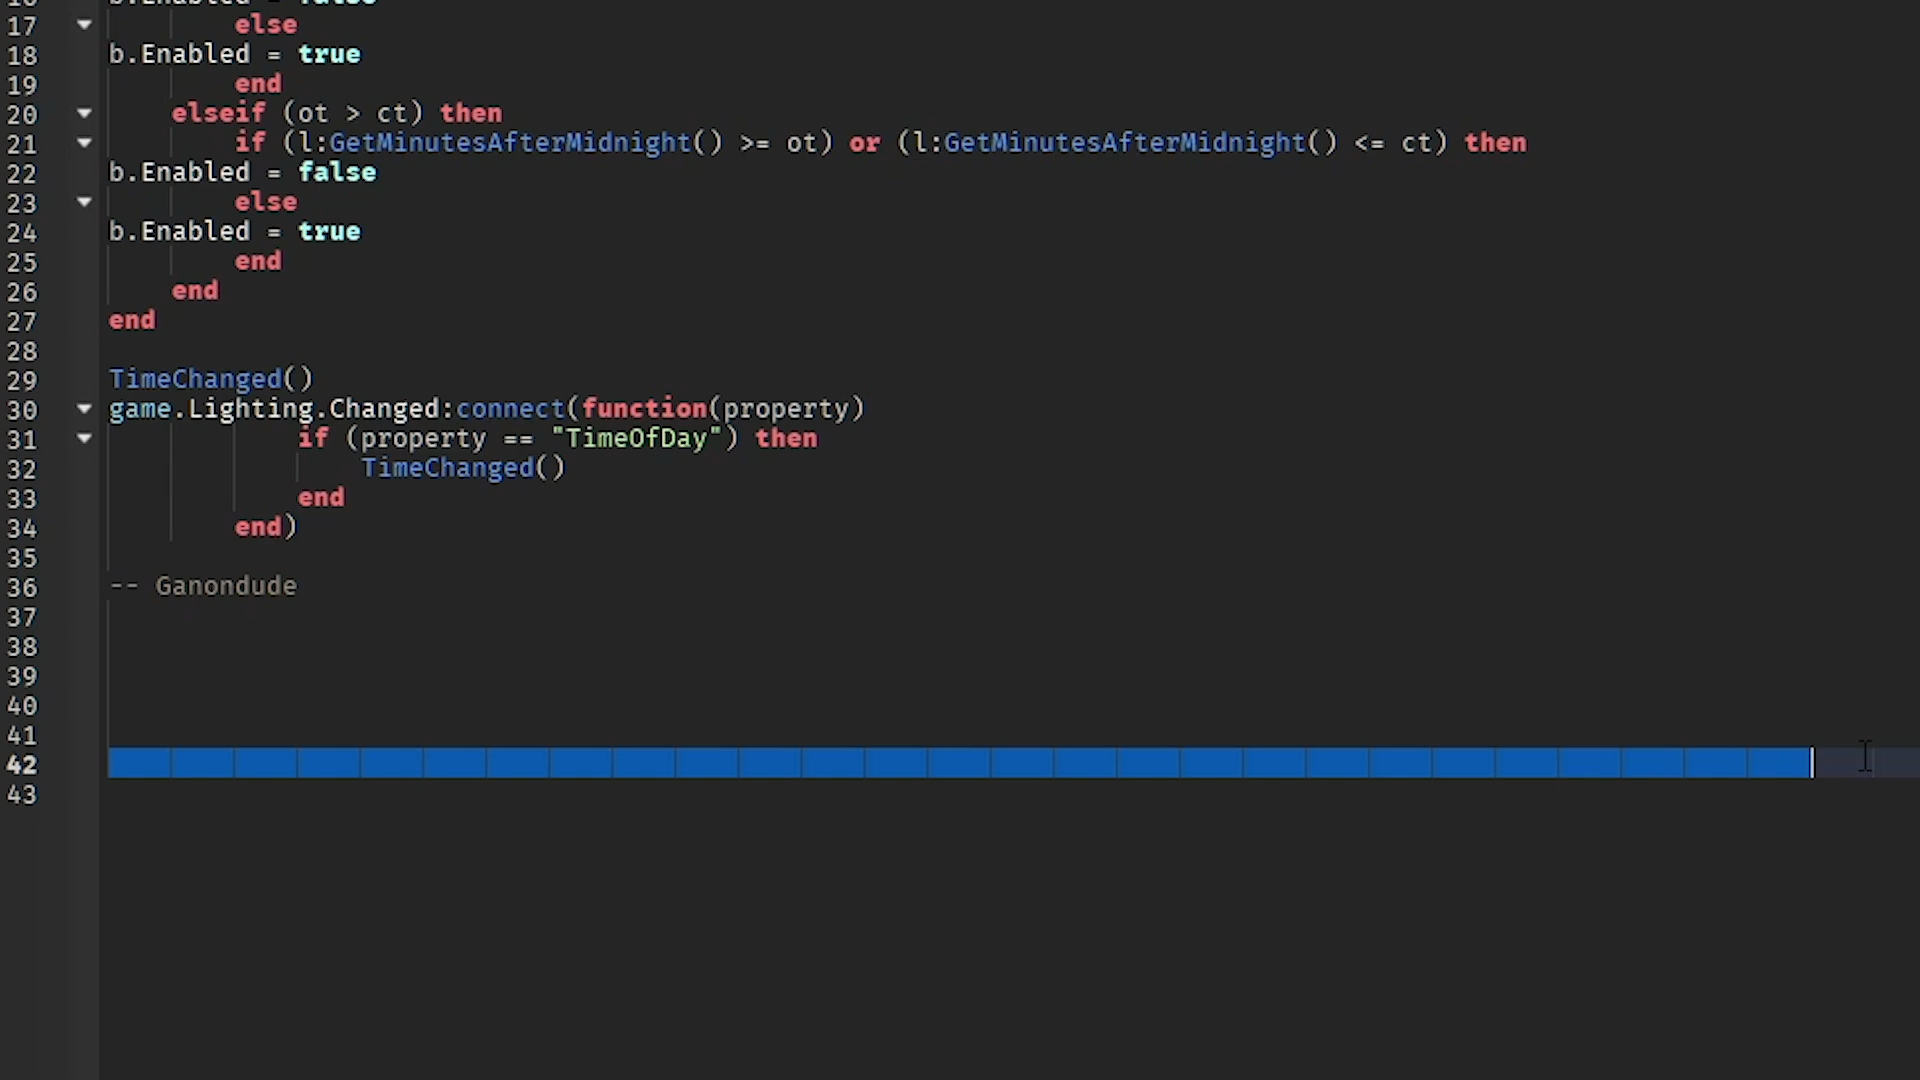 b.Enabled = false
17 else
18 b.Enabled = true
19 end
20 elseif (ot > ct) then
21 if (l:GetMinutesAfterMidnight() >= ot) or (l:GetMinutesAfterMidnight() <= ct) then
22 b.Enabled = false
23 else
24 b.Enabled = true
25 end
26 end
27 end
28
29 TimeChanged()
30 game.Lighting.Changed:connect(function(property)
31 if (property == "TimeOfDay") then
32 TimeChanged()
33 end
34 end)
35
36 -- Ganondude
37
38
39
40
41
42
43